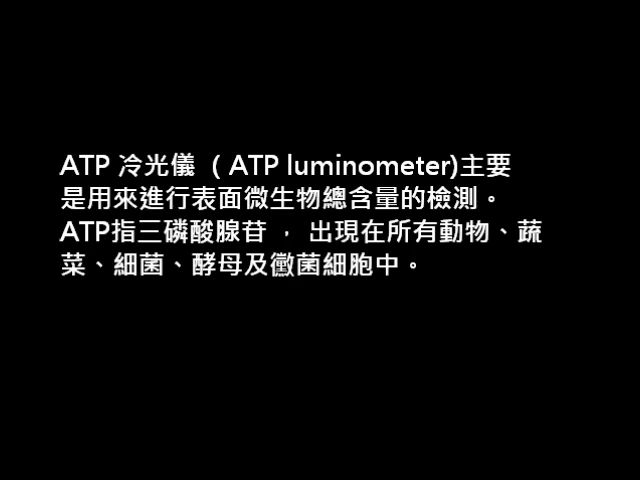 ATP 冷光儀 ( ATP luminometer)主要
是用來進行表面微生物總含量的檢測。
ATP指三磷酸腺苷 , 出現在所有動物、蔬
菜、細菌、酵母及黴菌細胞中。